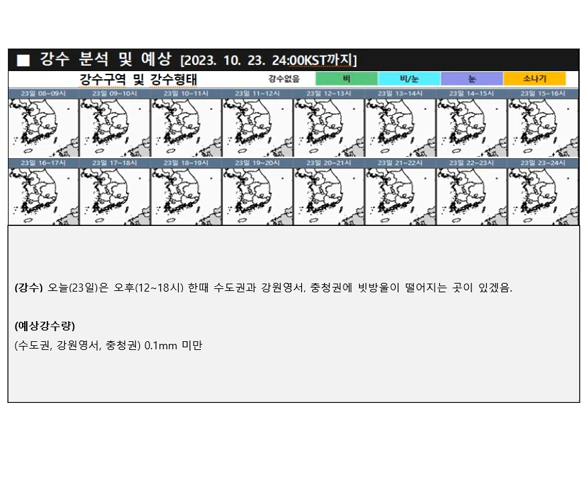 ■ 강수 분석 및 예상 [2023. 10. 23. 24:00KST까지]
강수구역 및 강수형태 강수없음 비 비/눈 눈 소나기
23일 08~09시 23일 09~10시 23일 10~11시 23일 11~12시 23일 12~13시 23일 13~14시 23일 14~15시 23일 15~16시
23일 16~17시 23일 17~18시 23일 18~19시 23일 19~20시 23일 20~21시 23일 21~22시 23일 22~23시 23일 23~24시
(강수) 오늘(23일)은 오후(12~18시) 한때 수도권과 강원영서, 충청권에 빗방울이 떨어지는 곳이 있겠음.
(예상강수량)
(수도권, 강원영서, 충청권) 0.1mm 미만